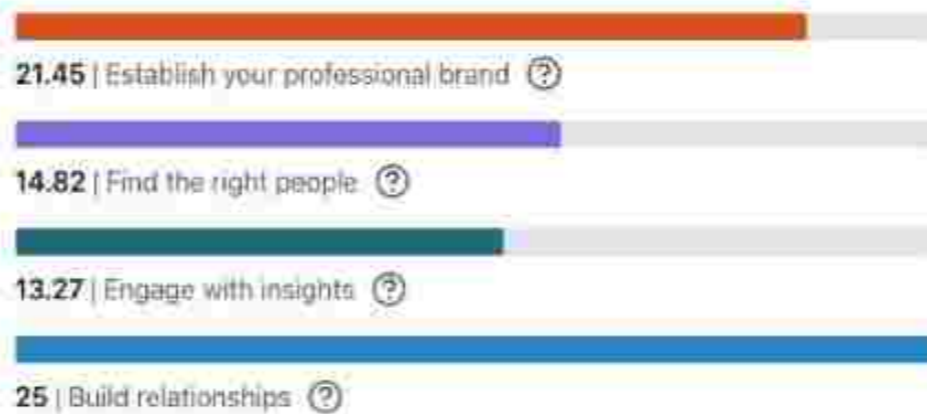 21.45 | Establish your professional brand ?
14.82 | Find the right people ?
13.27 | Engage with insights ?
25 | Build relationships ?